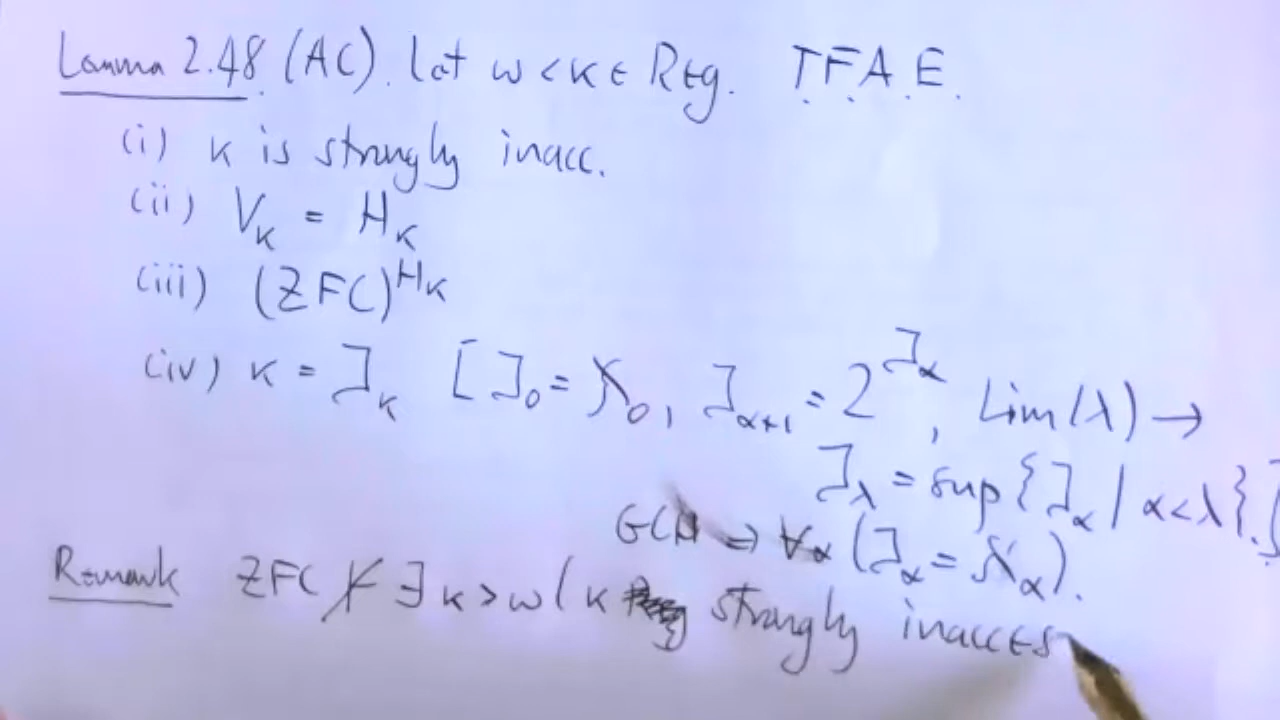 Lemma 2.48 (AC). Let ω < κ ∈ Reg. T.F.A.E.
(i) κ is strongly inacc.
(ii) V_κ = H_κ
(iii) (ZFC)^{H_κ}
(iv) κ = ℶ_κ [ℶ_0 = ℵ_0, ℶ_{α+1} = 2^{ℶ_α}, Lim(λ) →
ℶ_λ = sup{ℶ_α | α<λ}.]
GCH ⇒ ∀α (ℶ_α = ℵ_α).
Remark ZFC ⊬ ∃κ>ω (κ strongly inacces